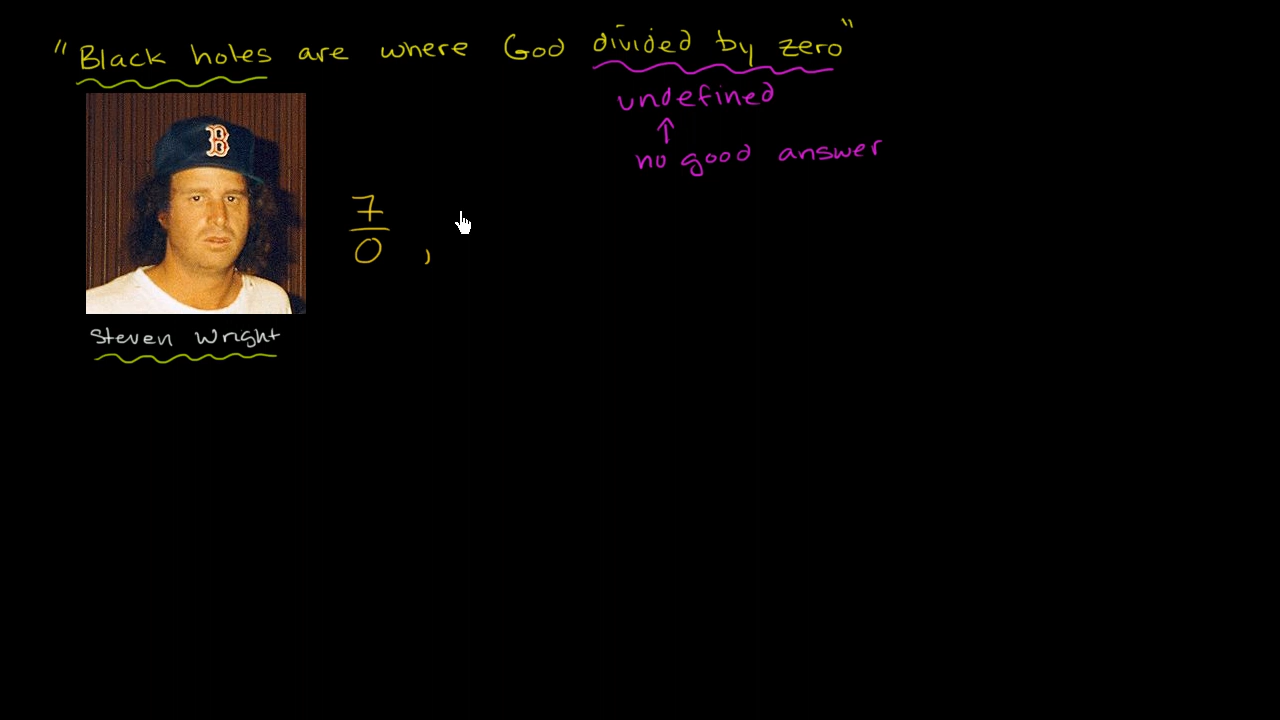 "Black holes are where God divided by zero"
undefined
↑
no good answer
B
7
0 ,
Steven Wright